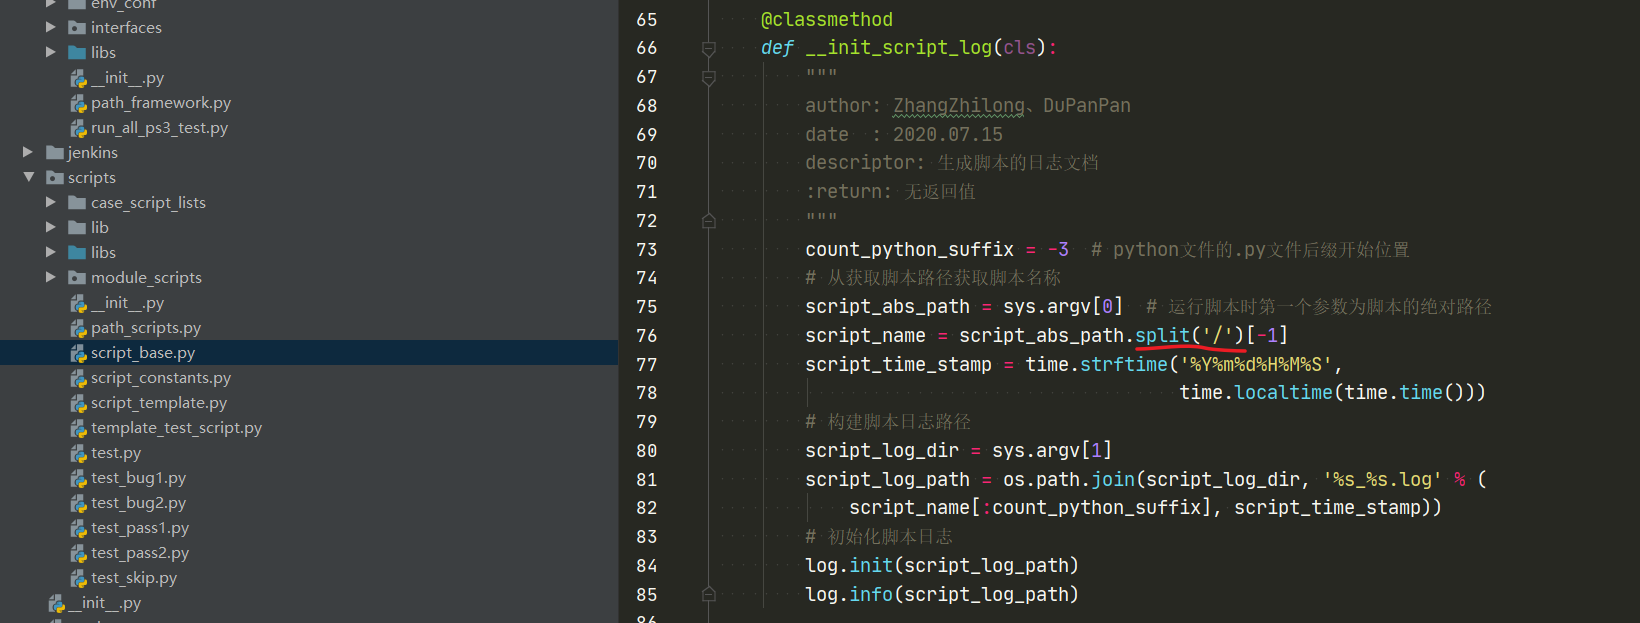 env_conf
interfaces
libs
__init__.py
path_framework.py
run_all_ps3_test.py
jenkins
scripts
case_script_lists
lib
libs
module_scripts
__init__.py
path_scripts.py
script_base.py
script_constants.py
script_template.py
template_test_script.py
test.py
test_bug1.py
test_bug2.py
test_pass1.py
test_pass2.py
test_skip.py
__init__.py
65 @classmethod
66 def __init_script_log(cls):
67 """
68 author: ZhangZhilong、DuPanPan
69 date  : 2020.07.15
70 descriptor: 生成脚本的日志文档
71 :return: 无返回值
72 """
73 count_python_suffix = -3  # python文件的.py文件后缀开始位置
74 # 从获取脚本路径获取脚本名称
75 script_abs_path = sys.argv[0]  # 运行脚本时第一个参数为脚本的绝对路径
76 script_name = script_abs_path.split('/')[-1]
77 script_time_stamp = time.strftime('%Y%m%d%H%M%S',
78 time.localtime(time.time()))
79 # 构建脚本日志路径
80 script_log_dir = sys.argv[1]
81 script_log_path = os.path.join(script_log_dir, '%s_%s.log' % (
82 script_name[:count_python_suffix], script_time_stamp))
83 # 初始化脚本日志
84 log.init(script_log_path)
85 log.info(script_log_path)
86